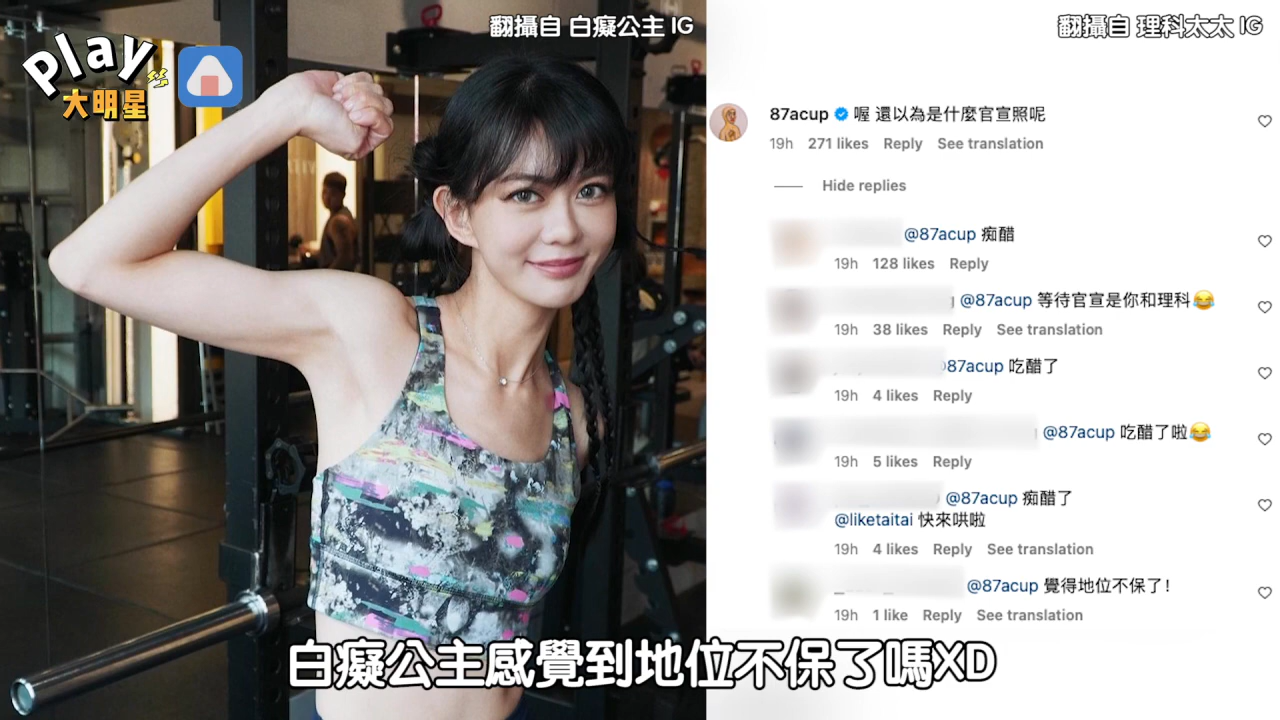 翻攝自 白癡公主 IG
翻攝自 理科太太 IG
Play
大明星
87acup 喔 還以為是什麼官宣照呢
19h 271 likes Reply See translation
Hide replies
@87acup 痴醋
19h 128 likes Reply
@87acup 等待官宣是你和理科😂
19h 38 likes Reply See translation
@87acup 吃醋了
19h 4 likes Reply
@87acup 吃醋了啦😂
19h 5 likes Reply
@87acup 痴醋了
@liketaitai 快來哄啦
19h 4 likes Reply See translation
@87acup 覺得地位不保了！
19h 1 like Reply See translation
白癡公主感覺到地位不保了嗎XD